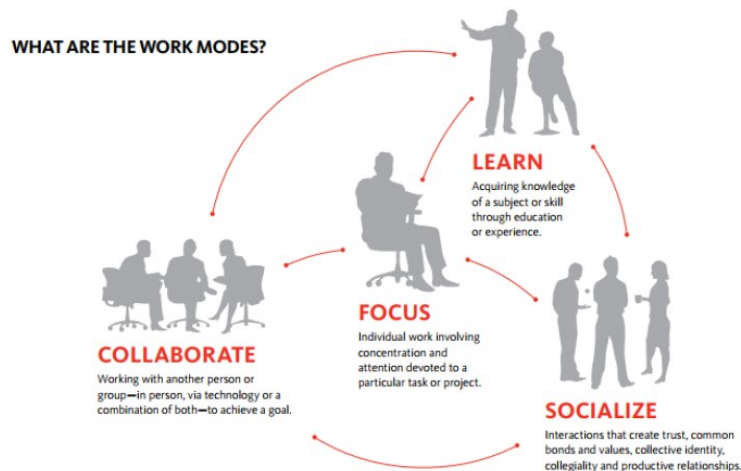 WHAT ARE THE WORK MODES?
LEARN
Acquiring knowledge
of a subject or skill
through education
or experience.
FOCUS
Individual work involving
concentration and
attention devoted to a
particular task or project.
COLLABORATE
Working with another person or
group—in person, via technology or a
combination of both—to achieve a goal.
SOCIALIZE
Interactions that create trust, common
bonds and values, collective identity,
collegiality and productive relationships.